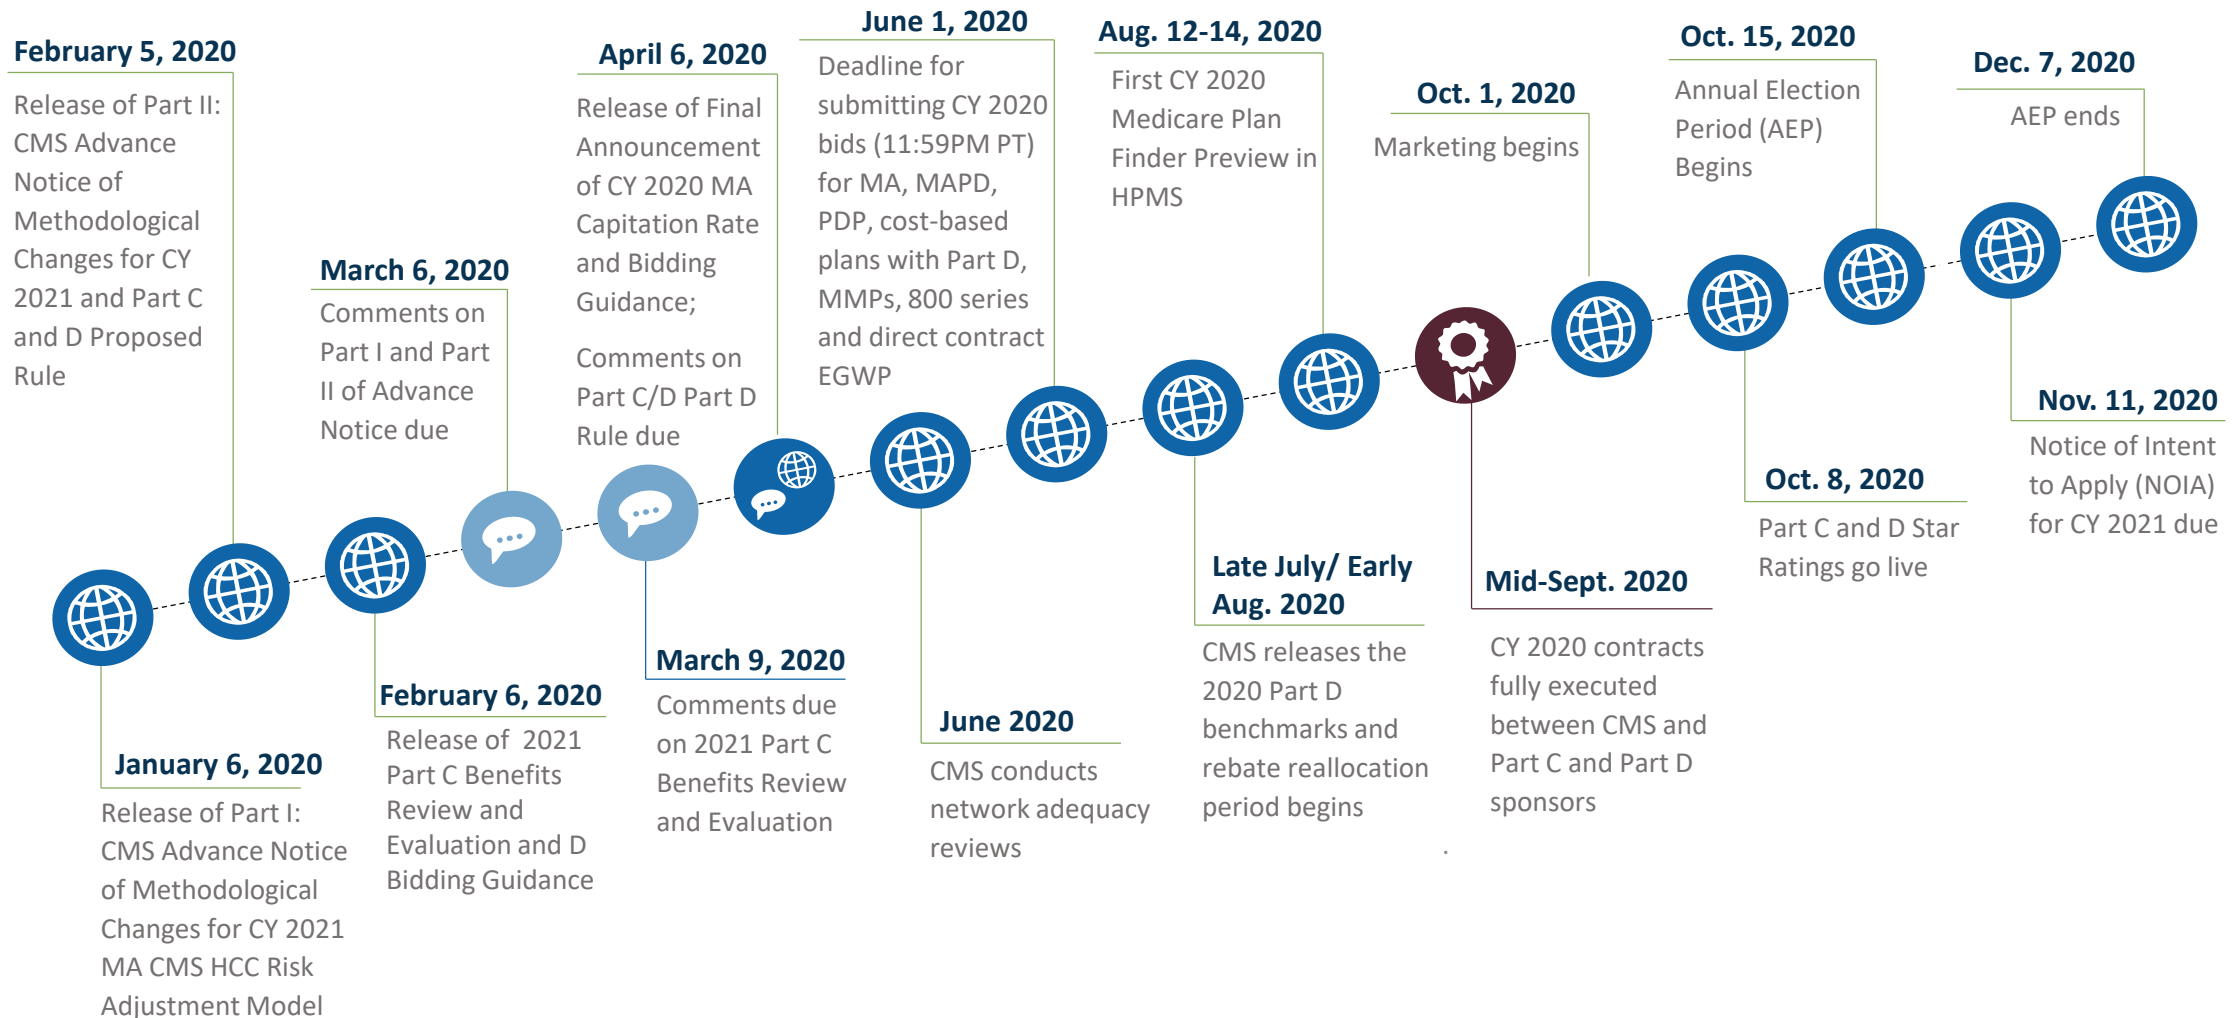 February 5, 2020
Release of Part II:
CMS Advance
Notice of
Methodological
Changes for CY
2021 and Part C
and D Proposed
Rule
March 6, 2020
Comments on
Part I and Part
II of Advance
Notice due
April 6, 2020
Release of Final
Announcement
of CY 2020 MA
Capitation Rate
and Bidding
Guidance;
Comments on
Part C/D Part D
Rule due
June 1, 2020
Deadline for
submitting CY 2020
bids (11:59PM PT)
for MA, MAPD,
PDP, cost-based
plans with Part D,
MMPs, 800 series
and direct contract
EGWP
Aug. 12-14, 2020
First CY 2020
Medicare Plan
Finder Preview in
HPMS
Oct. 1, 2020
Marketing begins
Oct. 15, 2020
Annual Election
Period (AEP)
Begins
Dec. 7, 2020
AEP ends
January 6, 2020
Release of Part I:
CMS Advance Notice
of Methodological
Changes for CY 2021
MA CMS HCC Risk
Adjustment Model
February 6, 2020
Release of 2021
Part C Benefits
Review and
Evaluation and D
Bidding Guidance
March 9, 2020
Comments due
on 2021 Part C
Benefits Review
and Evaluation
June 2020
CMS conducts
network adequacy
reviews
Late July/ Early
Aug. 2020
CMS releases the
2020 Part D
benchmarks and
rebate reallocation
period begins
.
Mid-Sept. 2020
CY 2020 contracts
fully executed
between CMS and
Part C and Part D
sponsors
Oct. 8, 2020
Part C and D Star
Ratings go live
Nov. 11, 2020
Notice of Intent
to Apply (NOIA)
for CY 2021 due